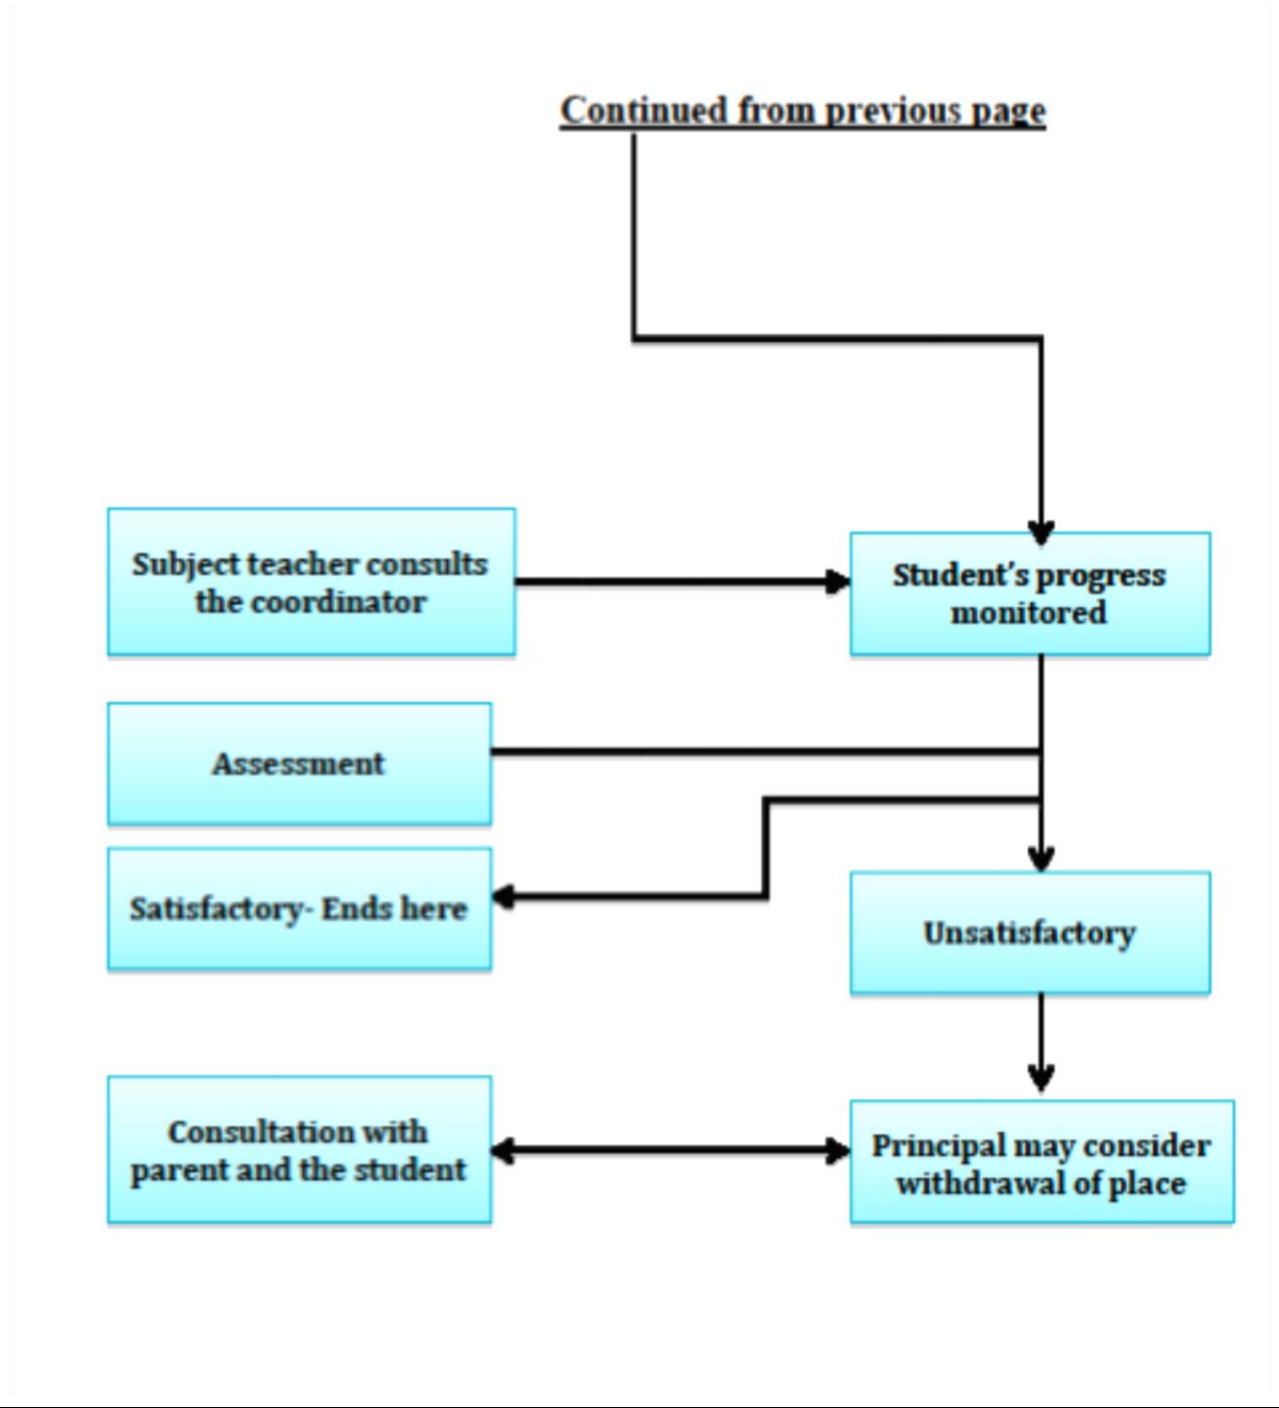 Continued from previous page
Subject teacher consults
the coordinator
Student’s progress
monitored
Assessment
Satisfactory- Ends here
Unsatisfactory
Consultation with
parent and the student
Principal may consider
withdrawal of place